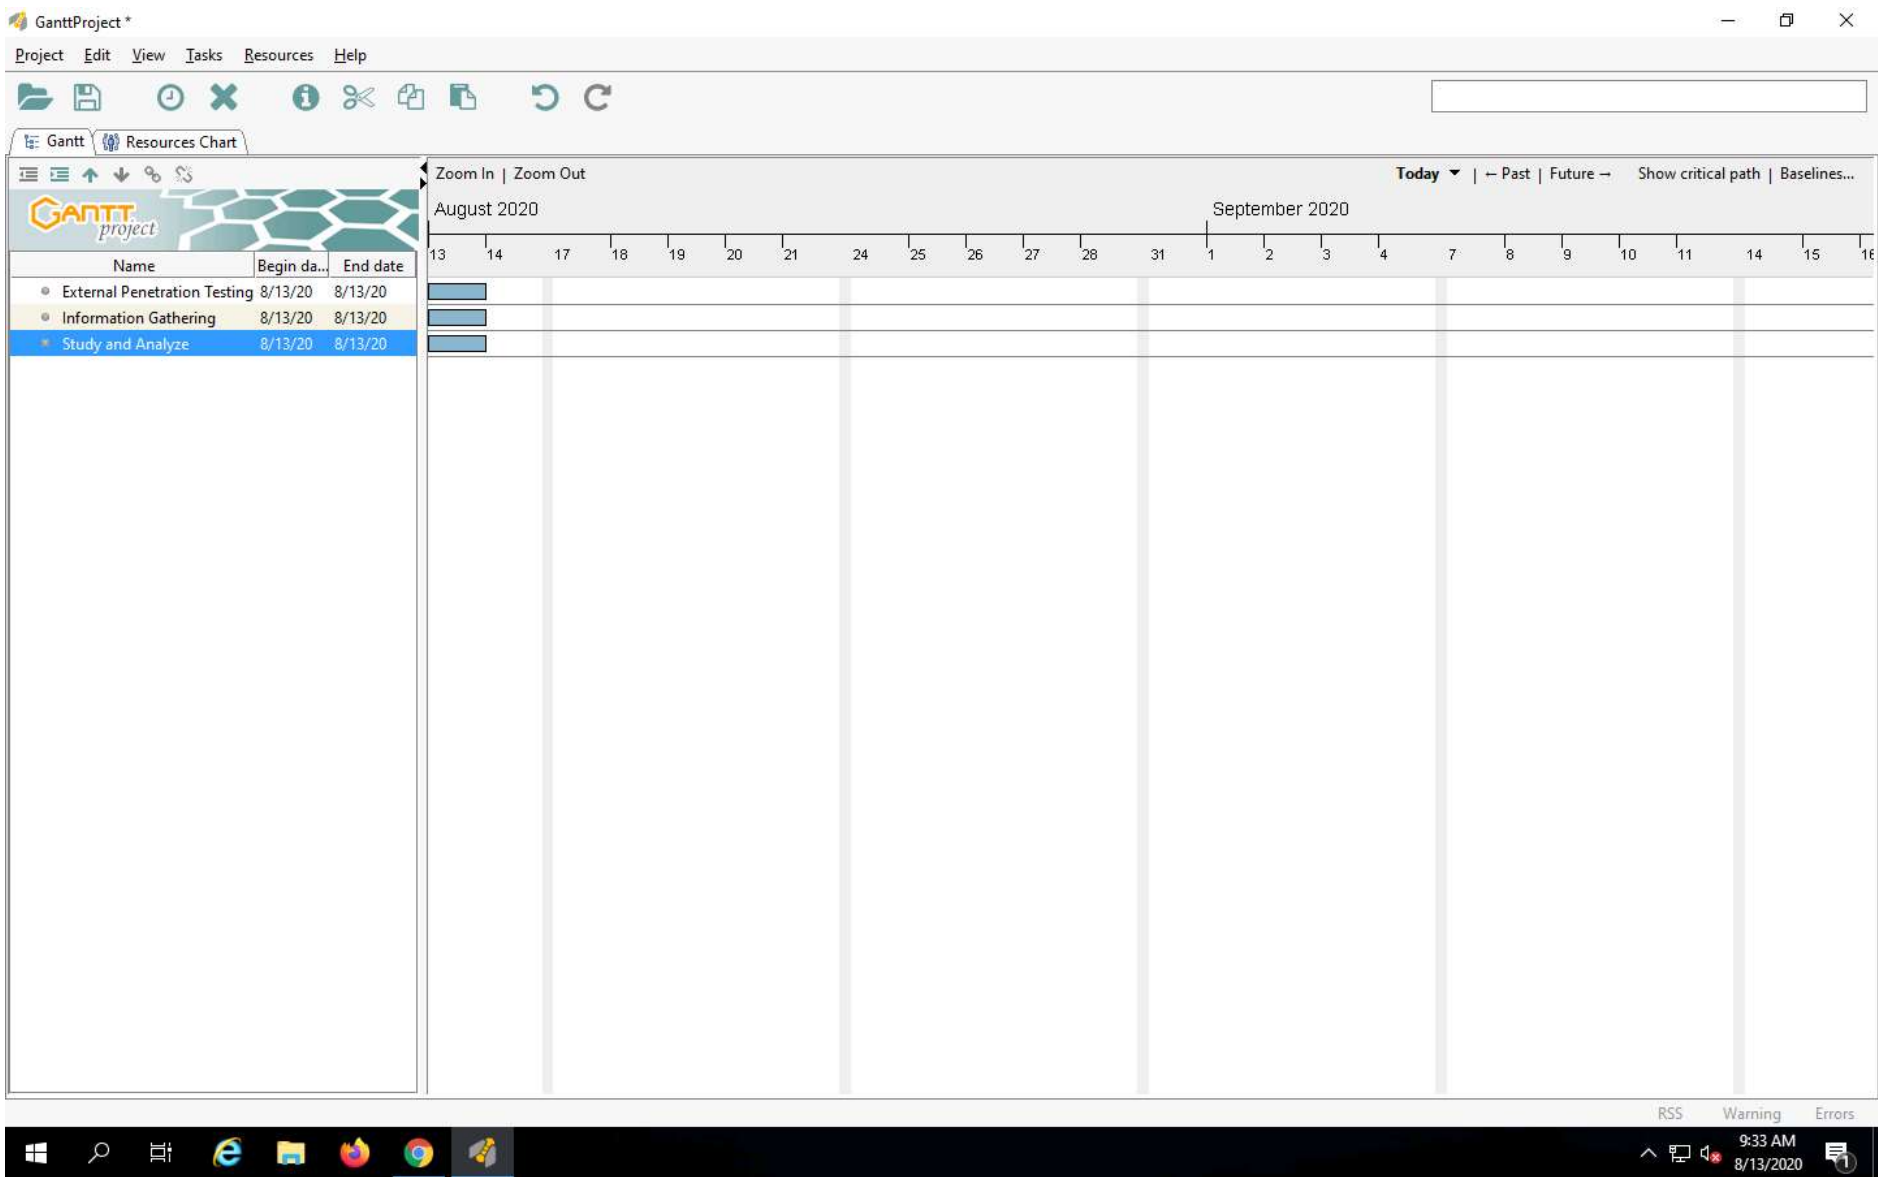 GanttProject *
Project Edit View Tasks Resources Help
Gantt Resources Chart
Zoom In | Zoom Out Today ▼ | ← Past | Future → Show critical path | Baselines...
GANTT project
August 2020 September 2020
13 14 17 18 19 20 21 24 25 26 27 28 31 1 2 3 4 7 8 9 10 11 14 15 16
Name Begin da... End date
External Penetration Testing 8/13/20 8/13/20
Information Gathering 8/13/20 8/13/20
Study and Analyze 8/13/20 8/13/20
RSS Warning Errors
9:33 AM
8/13/2020
1